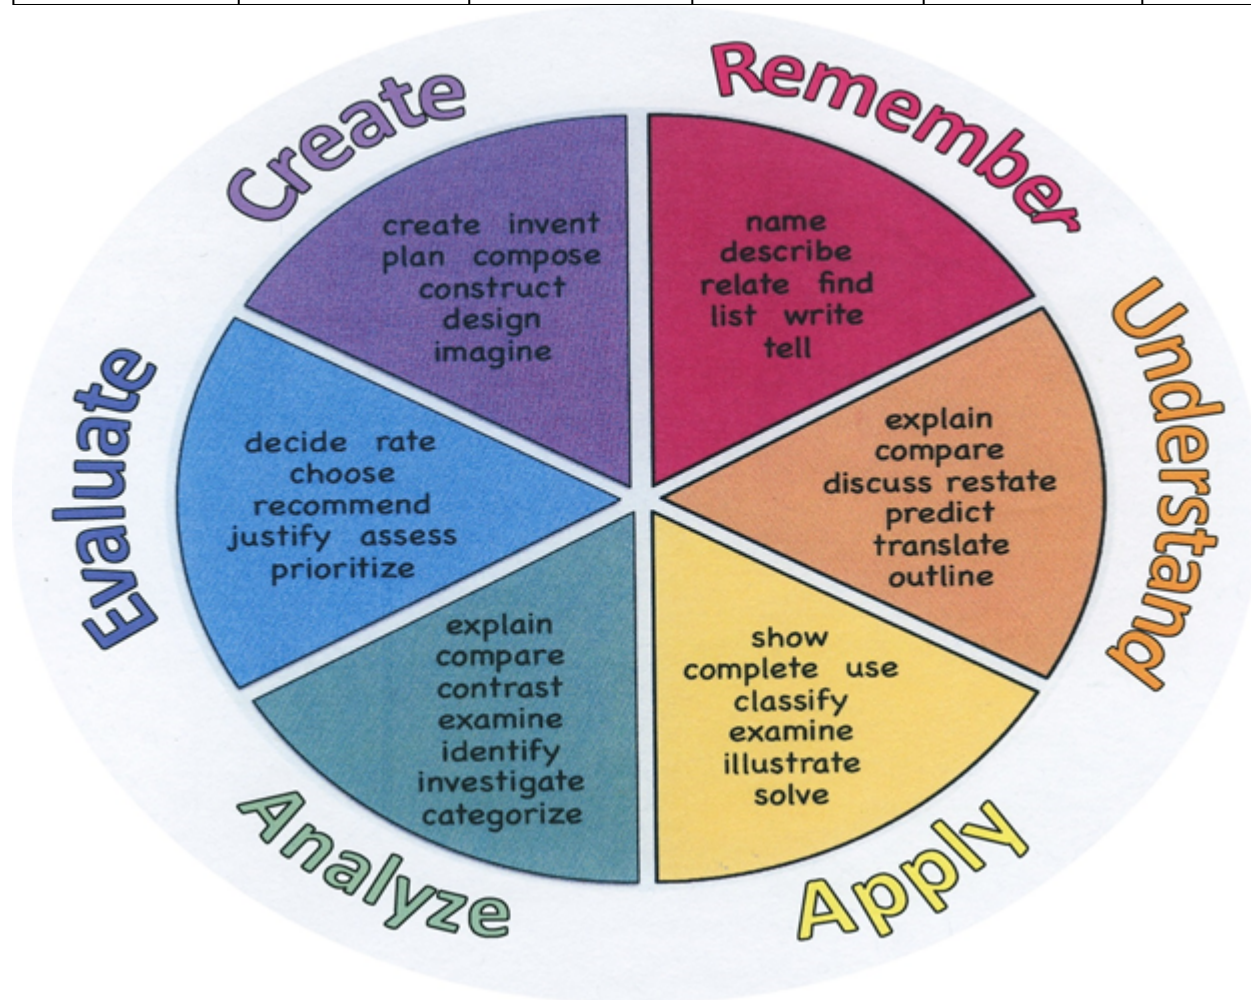 Remember
name
describe
relate find
list write
tell
Understand
explain
compare
discuss restate
predict
translate
outline
Apply
show
complete use
classify
examine
illustrate
solve
Analyze
explain
compare
contrast
examine
identify
investigate
categorize
Evaluate
decide rate
choose
recommend
justify assess
prioritize
Create
create invent
plan compose
construct
design
imagine